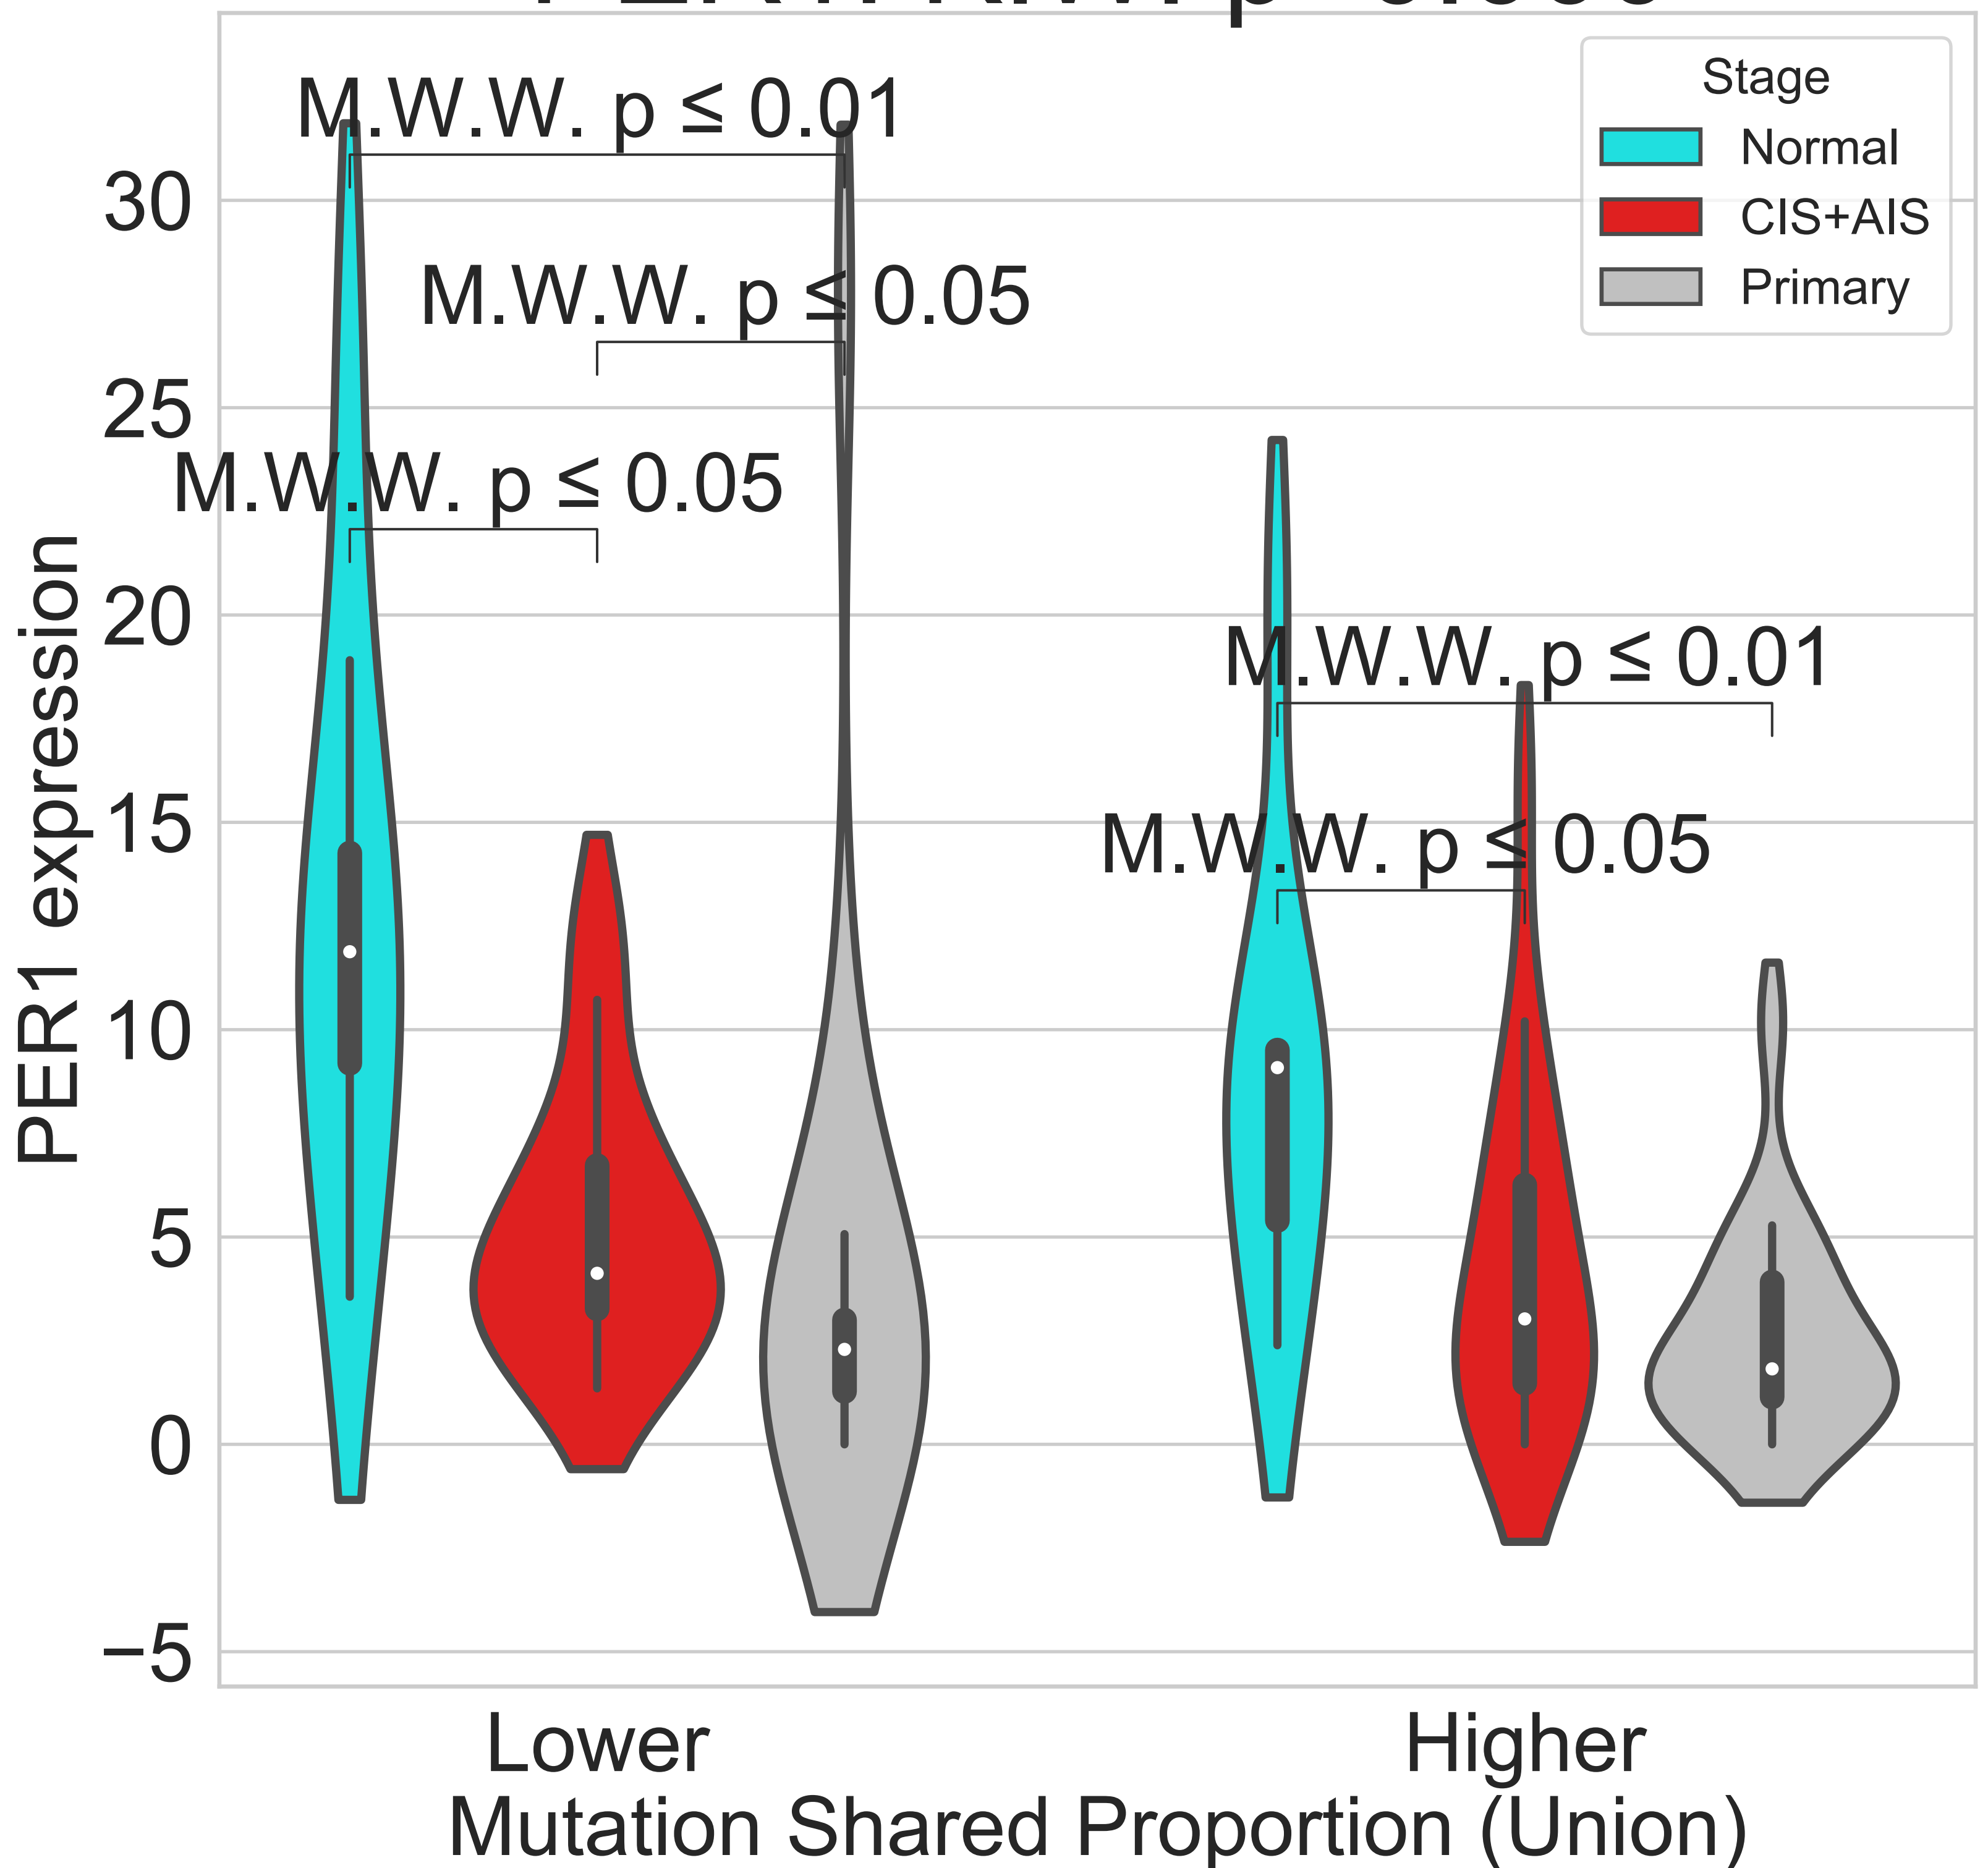 Stage
Normal
CIS+AIS
Primary
M.W.W. p ≤ 0.01
M.W.W. p ≤ 0.05
M.W.W. p ≤ 0.05
M.W.W. p ≤ 0.01
M.W.W. p ≤ 0.05
30
25
20
15
10
5
0
−5
PER1 expression
Lower
Higher
Mutation Shared Proportion (Union)